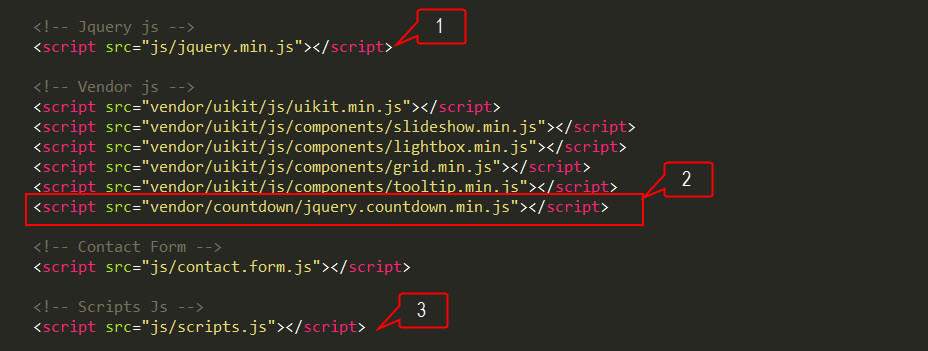 <!-- Jquery js -->
1
<script src="js/jquery.min.js"></script>
<!-- Vendor js -->
<script src="vendor/uikit/js/uikit.min.js"></script>
<script src="vendor/uikit/js/components/slideshow.min.js"></script>
<script src="vendor/uikit/js/components/lightbox.min.js"></script>
<script src="vendor/uikit/js/components/grid.min.js"></script>
<script src="vendor/uikit/js/components/tooltip.min.js"></script>
2
<script src="vendor/countdown/jquery.countdown.min.js"></script>
<!-- Contact Form -->
<script src="js/contact.form.js"></script>
<!-- Scripts Js -->
3
<script src="js/scripts.js"></script>